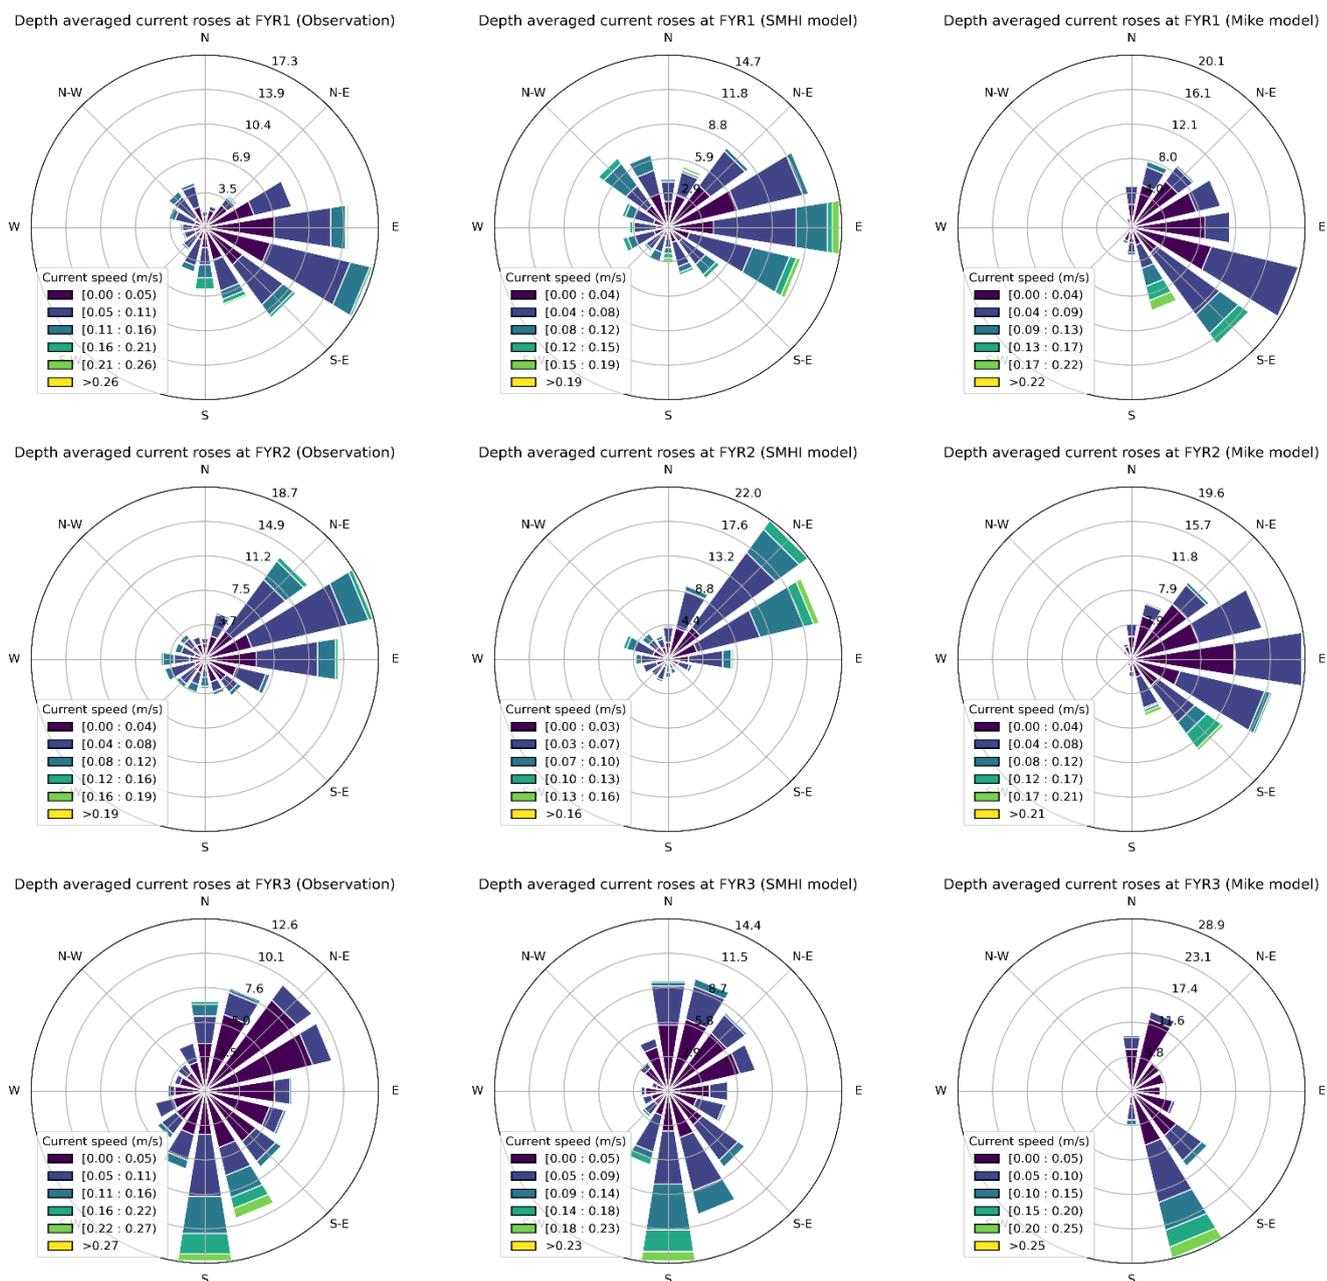 Depth averaged current roses at FYR1 (Observation)
N
17.3
13.9
10.4
6.9
3.5
N-W
N-E
W
E
S-W
S-E
S
Current speed (m/s)
[0.00 : 0.05)
[0.05 : 0.11)
[0.11 : 0.16)
[0.16 : 0.21)
[0.21 : 0.26)
>0.26
Depth averaged current roses at FYR1 (SMHI model)
N
14.7
11.8
8.8
5.9
2.9
N-W
N-E
W
E
S-W
S-E
S
Current speed (m/s)
[0.00 : 0.04)
[0.04 : 0.08)
[0.08 : 0.12)
[0.12 : 0.15)
[0.15 : 0.19)
>0.19
Depth averaged current roses at FYR1 (Mike model)
N
20.1
16.1
12.1
8.0
N-W
N-E
W
E
S-W
S-E
S
Current speed (m/s)
[0.00 : 0.04)
[0.04 : 0.09)
[0.09 : 0.13)
[0.13 : 0.17)
[0.17 : 0.22)
>0.22
Depth averaged current roses at FYR2 (Observation)
N
18.7
14.9
11.2
7.5
3.7
N-W
N-E
W
E
S-W
S-E
S
Current speed (m/s)
[0.00 : 0.04)
[0.04 : 0.08)
[0.08 : 0.12)
[0.12 : 0.16)
[0.16 : 0.19)
>0.19
Depth averaged current roses at FYR2 (SMHI model)
N
22.0
17.6
13.2
8.8
4.4
N-W
N-E
W
E
S-W
S-E
S
Current speed (m/s)
[0.00 : 0.03)
[0.03 : 0.07)
[0.07 : 0.10)
[0.10 : 0.13)
[0.13 : 0.16)
>0.16
Depth averaged current roses at FYR2 (Mike model)
N
19.6
15.7
11.8
7.9
N-W
N-E
W
E
S-W
S-E
S
Current speed (m/s)
[0.00 : 0.04)
[0.04 : 0.08)
[0.08 : 0.12)
[0.12 : 0.17)
[0.17 : 0.21)
>0.21
Depth averaged current roses at FYR3 (Observation)
N
12.6
10.1
7.6
5.0
N-W
N-E
W
E
S-W
S-E
S
Current speed (m/s)
[0.00 : 0.05)
[0.05 : 0.11)
[0.11 : 0.16)
[0.16 : 0.22)
[0.22 : 0.27)
>0.27
Depth averaged current roses at FYR3 (SMHI model)
N
14.4
11.5
8.7
5.8
N-W
N-E
W
E
S-W
S-E
S
Current speed (m/s)
[0.00 : 0.05)
[0.05 : 0.09)
[0.09 : 0.14)
[0.14 : 0.18)
[0.18 : 0.23)
>0.23
Depth averaged current roses at FYR3 (Mike model)
N
28.9
23.1
17.4
11.6
5.8
N-W
N-E
W
E
S-W
S-E
S
Current speed (m/s)
[0.00 : 0.05)
[0.05 : 0.10)
[0.10 : 0.15)
[0.15 : 0.20)
[0.20 : 0.25)
>0.25